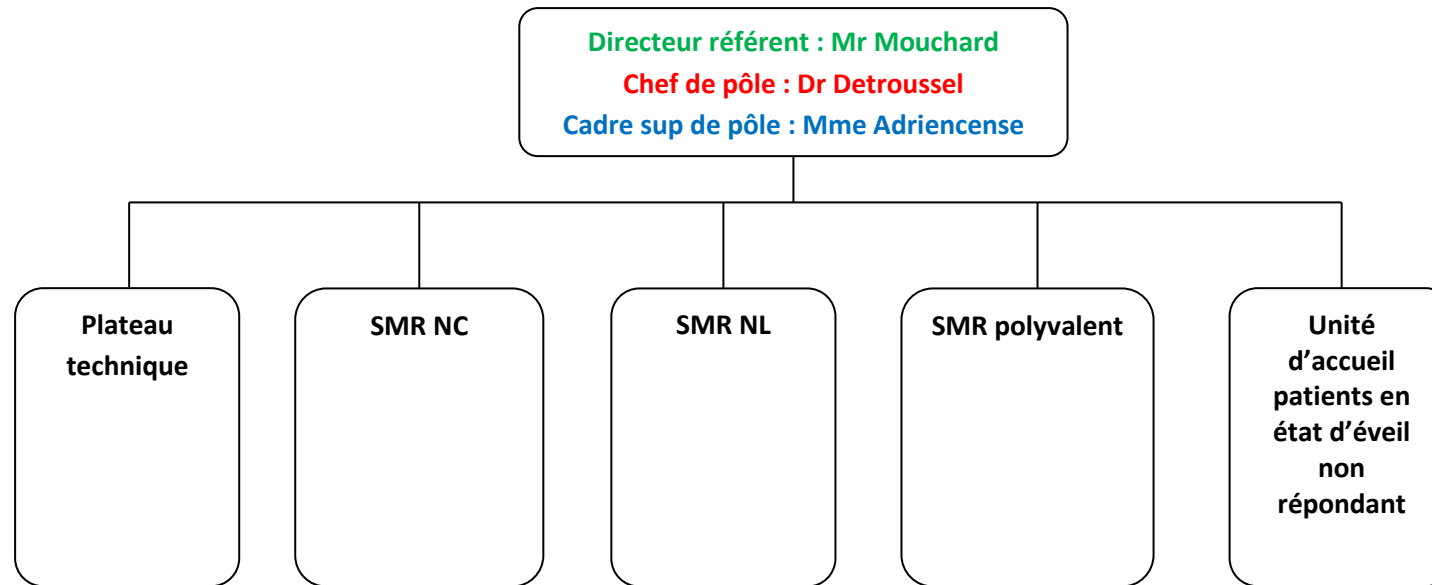 Directeur référent : Mr Mouchard
Chef de pôle : Dr Detroussel
Cadre sup de pôle : Mme Adriencense
Plateau
technique
SMR NC
SMR NL
SMR polyvalent
Unité
d’accueil
patients en
état d’éveil
non
répondant